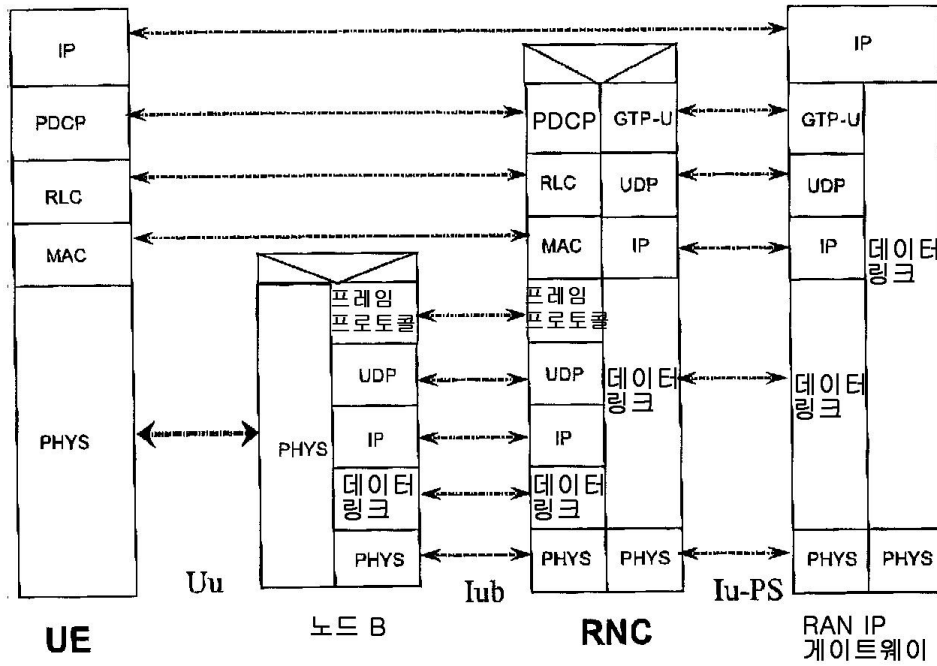 IP
PDCP
RLC
MAC
PHYS
Uu
UE
프레임
프로토콜
UDP
PHYS
IP
데이터
링크
PHYS
노드 B
Iub
PDCP
GTP-U
RLC
UDP
MAC
IP
프레임
프로토콜
UDP
데이터
링크
IP
데이터
링크
PHYS
PHYS
RNC
Iu-PS
IP
GTP-U
UDP
IP
데이터
링크
데이터
링크
PHYS
PHYS
RAN IP
게이트웨이